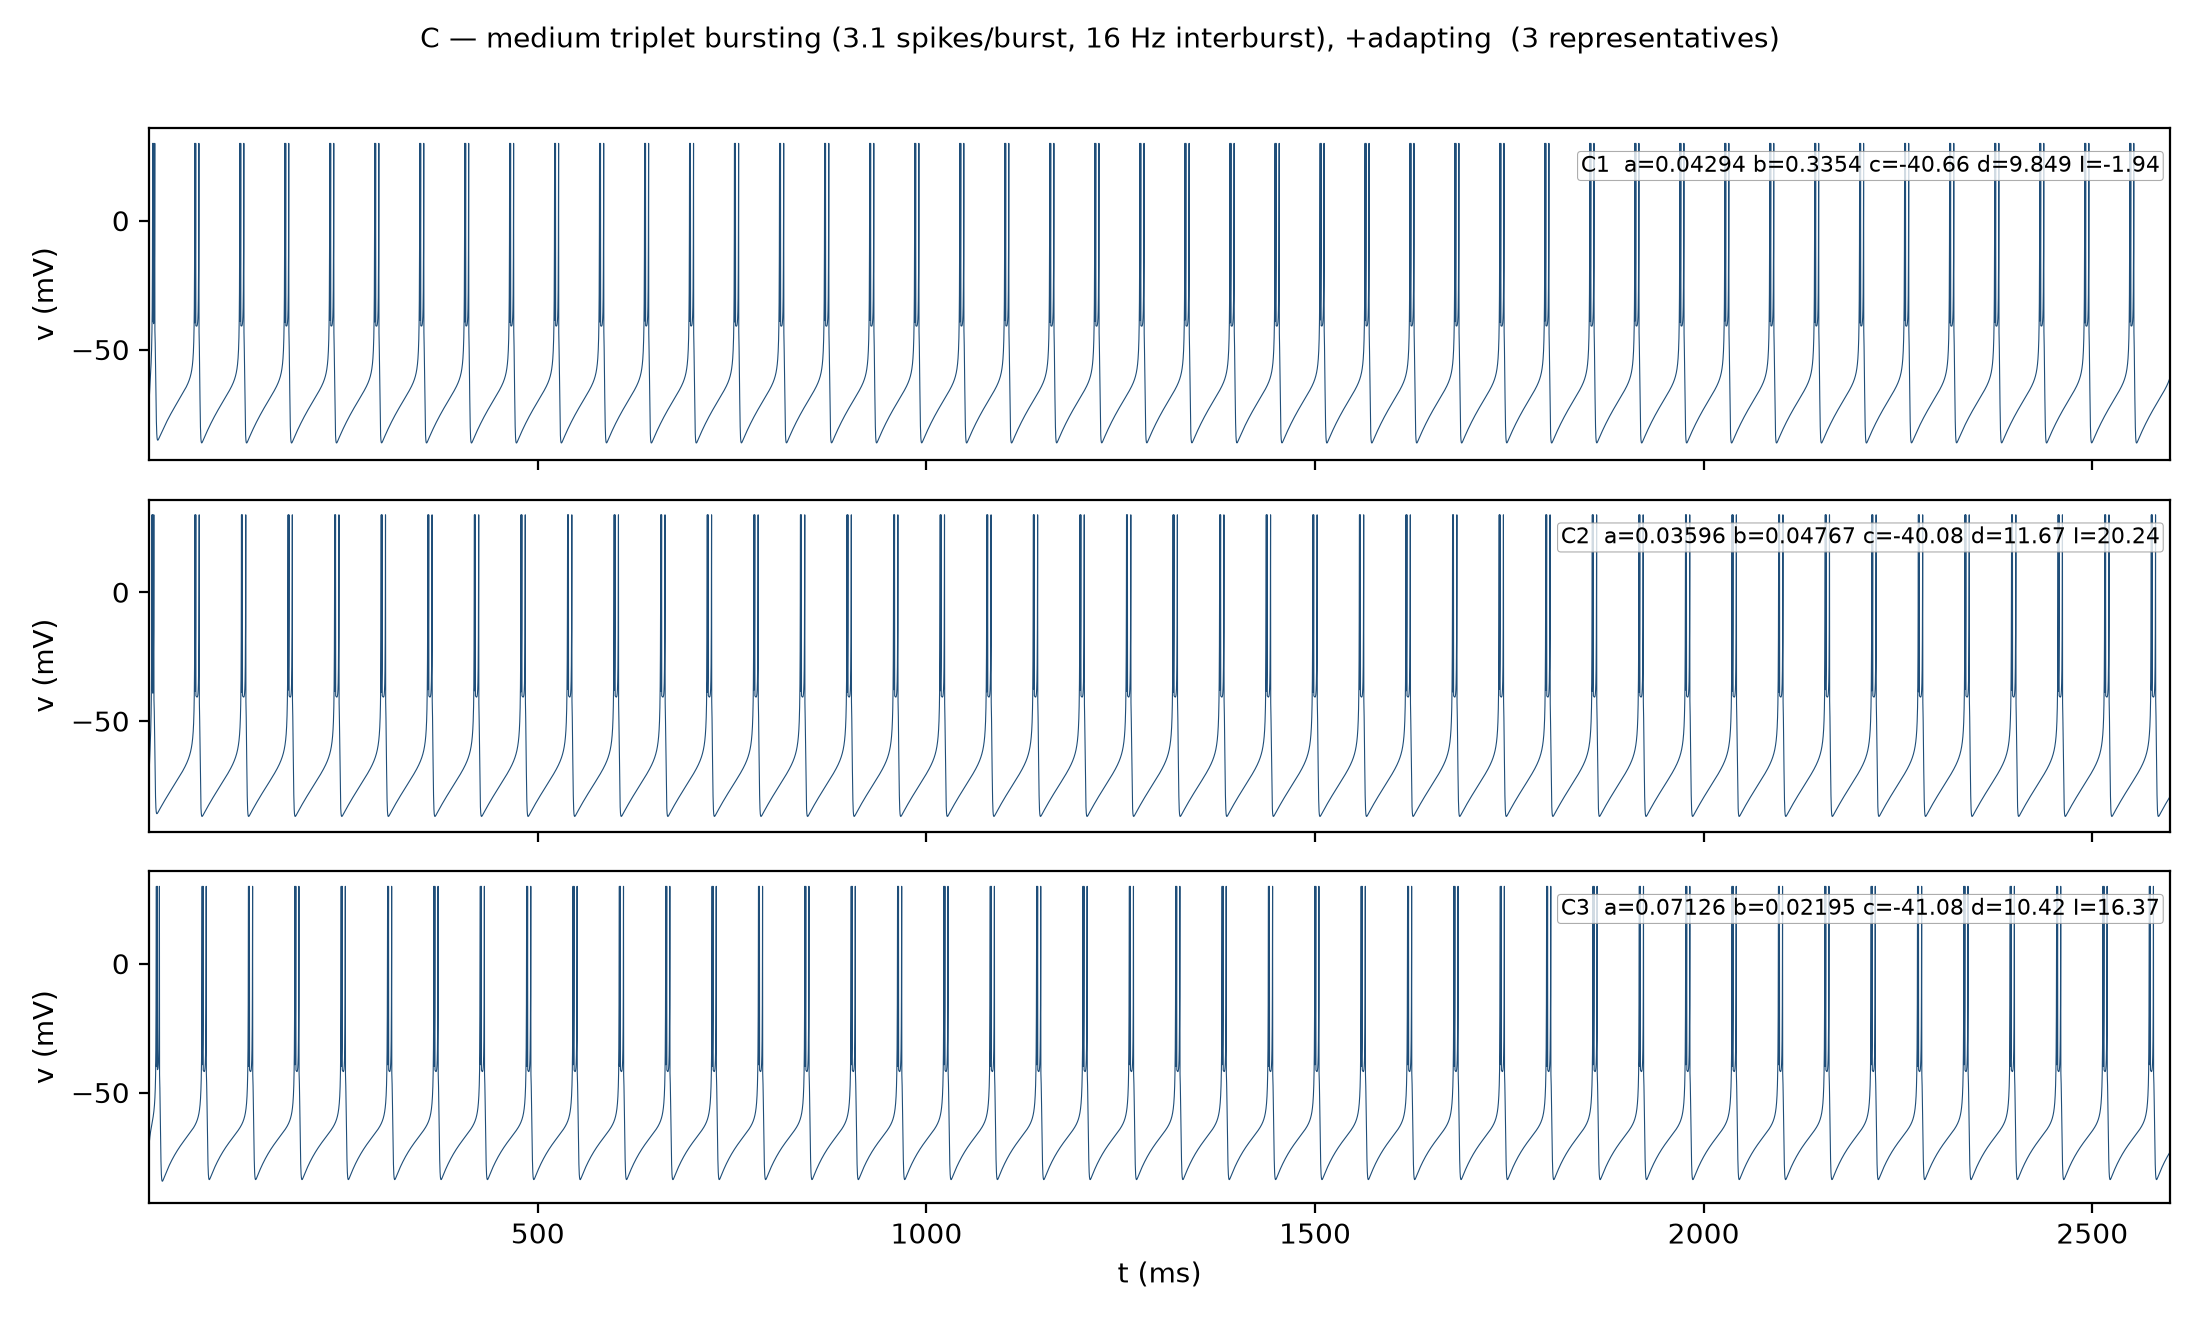 C — medium triplet bursting (3.1 spikes/burst, 16 Hz interburst), +adapting  (3 representatives)
C1  a=0.04294 b=0.3354 c=-40.66 d=9.849 I=-1.94
0
−50
v (mV)
C2  a=0.03596 b=0.04767 c=-40.08 d=11.67 I=20.24
0
−50
v (mV)
C3  a=0.07126 b=0.02195 c=-41.08 d=10.42 I=16.37
0
−50
v (mV)
500 1000 1500 2000 2500
t (ms)